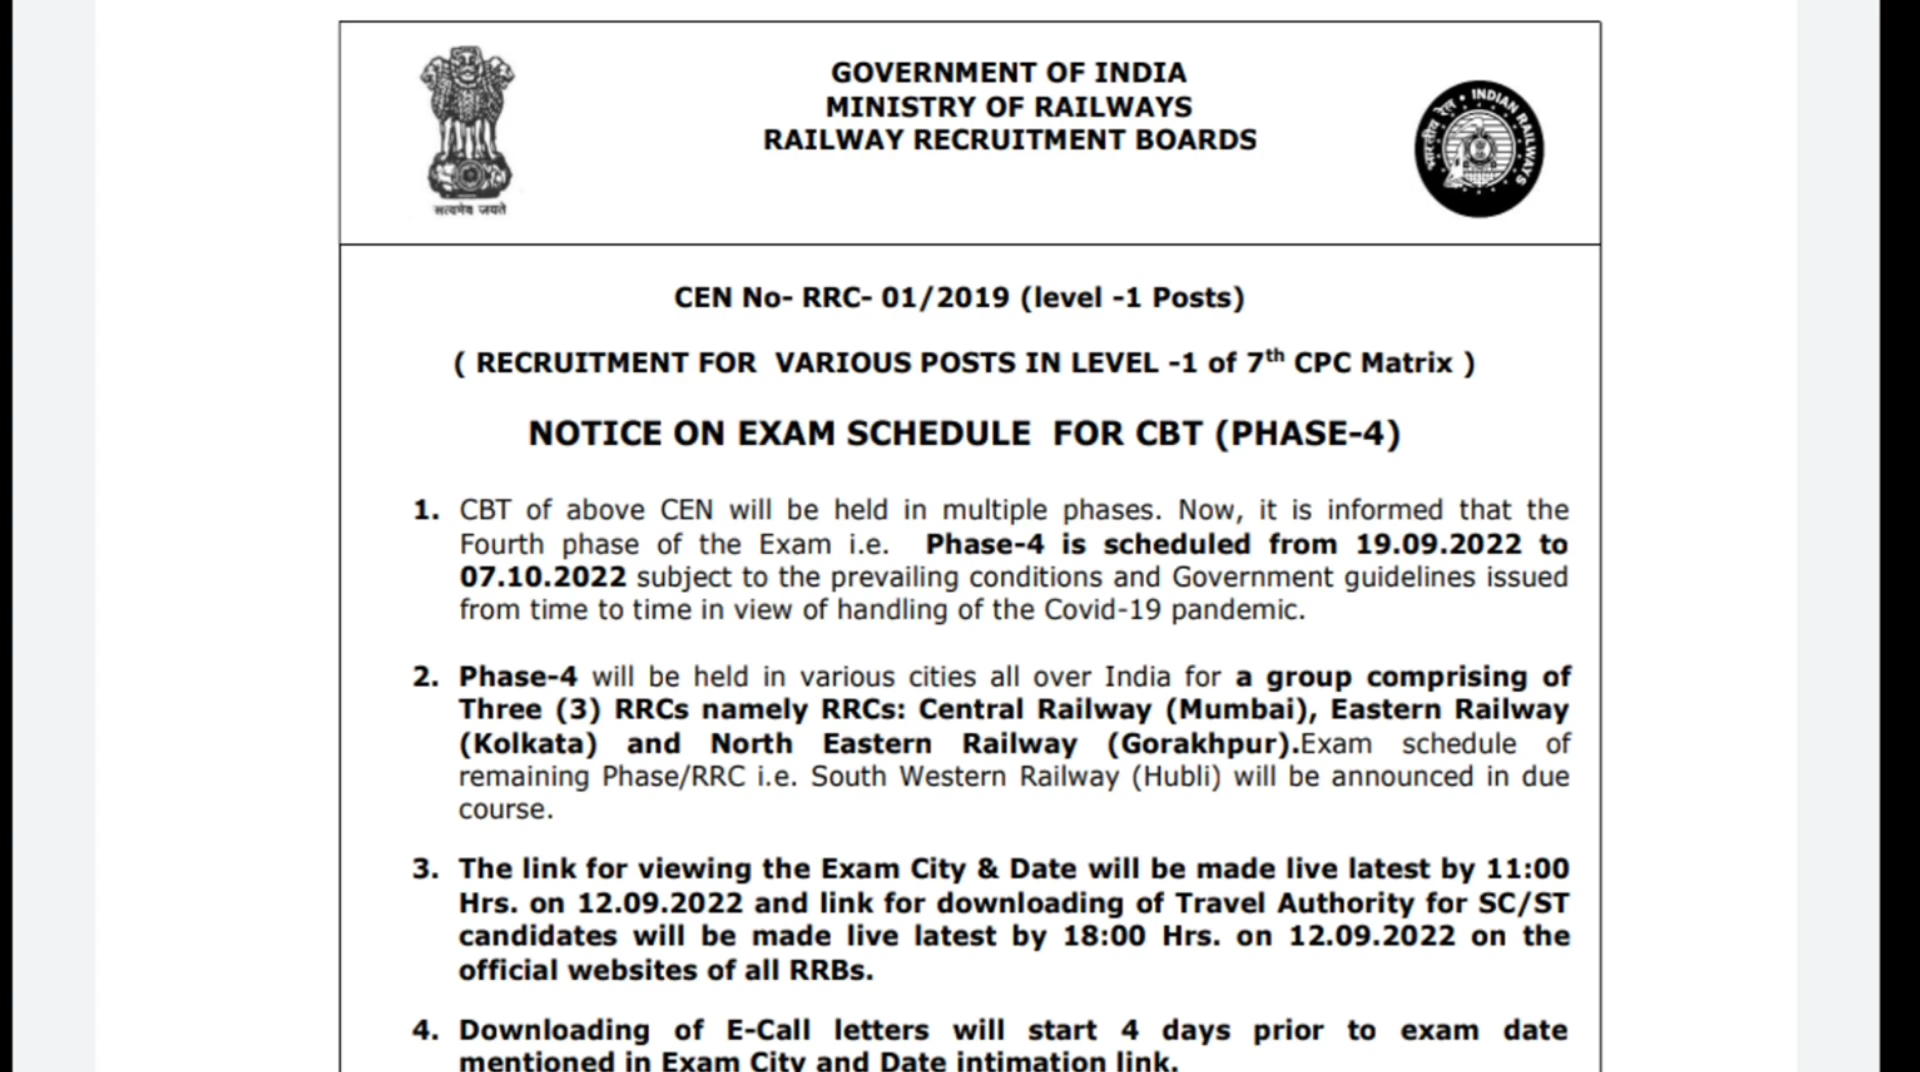 GOVERNMENT OF INDIA
MINISTRY OF RAILWAYS
RAILWAY RECRUITMENT BOARDS
सत्यमेव जयते
भारतीय रेल • INDIAN RAILWAYS
CEN No- RRC- 01/2019 (level -1 Posts)
( RECRUITMENT FOR VARIOUS POSTS IN LEVEL -1 of 7th CPC Matrix )
NOTICE ON EXAM SCHEDULE FOR CBT (PHASE-4)
1. CBT of above CEN will be held in multiple phases. Now, it is informed that the
Fourth phase of the Exam i.e. Phase-4 is scheduled from 19.09.2022 to
07.10.2022 subject to the prevailing conditions and Government guidelines issued
from time to time in view of handling of the Covid-19 pandemic.
2. Phase-4 will be held in various cities all over India for a group comprising of
Three (3) RRCs namely RRCs: Central Railway (Mumbai), Eastern Railway
(Kolkata) and North Eastern Railway (Gorakhpur).Exam schedule of
remaining Phase/RRC i.e. South Western Railway (Hubli) will be announced in due
course.
3. The link for viewing the Exam City & Date will be made live latest by 11:00
Hrs. on 12.09.2022 and link for downloading of Travel Authority for SC/ST
candidates will be made live latest by 18:00 Hrs. on 12.09.2022 on the
official websites of all RRBs.
4. Downloading of E-Call letters will start 4 days prior to exam date
mentioned in Exam City and Date intimation link.